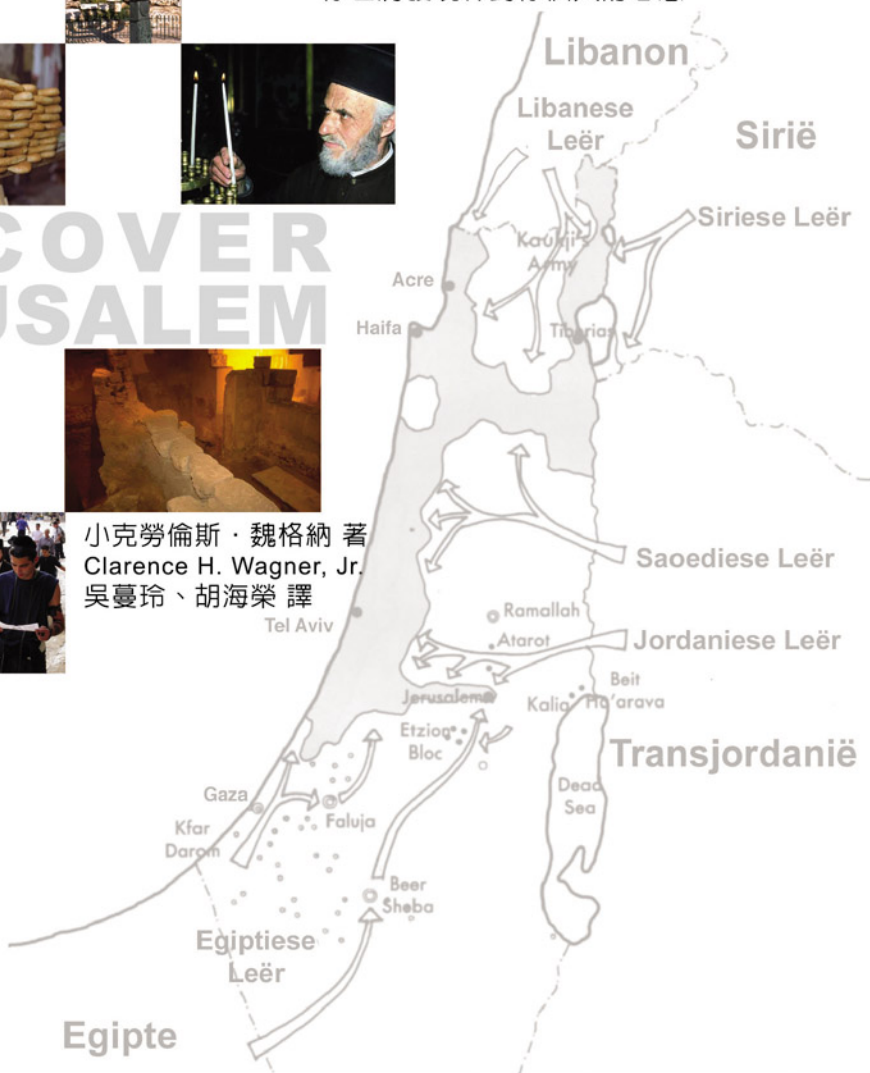 Libanon
Libanese
Leër
Sirië
Siriese Leër
COVER
USALEM
Kaukji's
Army
Acre
Haifa
Tiberias
小克勞倫斯．魏格納 著
Clarence H. Wagner, Jr.
吳蔓玲、胡海榮 譯
Saoediese Leër
Ramallah
Tel Aviv
Atarot
Jordaniese Leër
Beit
Jerusalem
Kalia
Ha'arava
Etzion
Bloc
Transjordanië
Dead
Sea
Gaza
Faluja
Kfar
Darom
Beer
Sheba
Egiptiese
Leër
Egipte